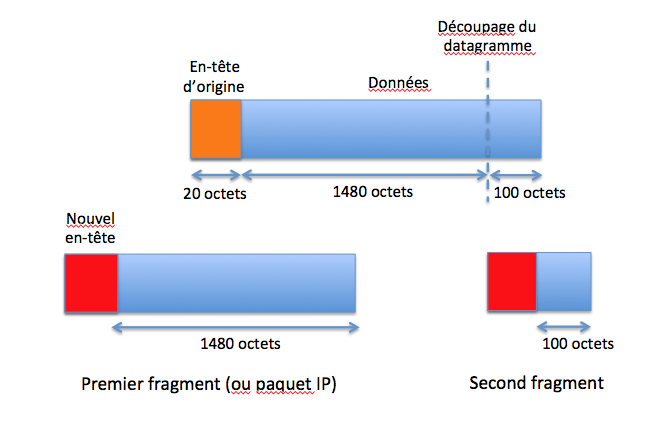 Découpage du
datagramme
En-tête
d’origine
Données
20 octets
1480 octets
100 octets
Nouvel
en-tête
1480 octets
100 octets
Premier fragment (ou paquet IP)
Second fragment